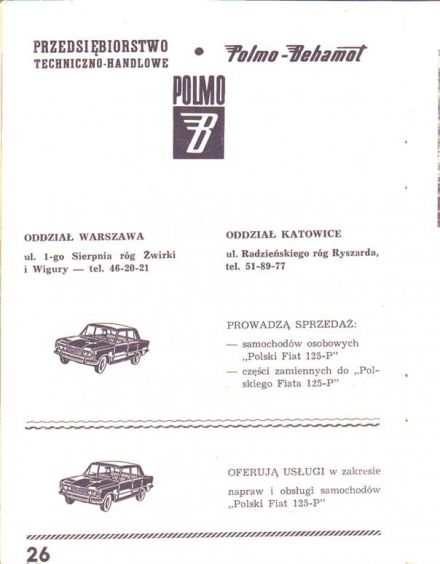 PRZEDSIĘBIORSTWO
TECHNICZNO-HANDLOWE
• Polmo-Behamot
POLMO
B
ODDZIAŁ WARSZAWA
ul. 1-go Sierpnia róg Żwirki
i Wigury — tel. 46-20-21
ODDZIAŁ KATOWICE
ul. Radzieńskiego róg Ryszarda,
tel. 51-89-77
PROWADZĄ SPRZEDAŻ:
— samochodów osobowych
„Polski Fiat 125-P”
— części zamiennych do „Pol-
skiego Fiata 125-P”
OFERUJĄ USŁUGI w zakresie
napraw i obsługi samochodów
„Polski Fiat 125-P”
26